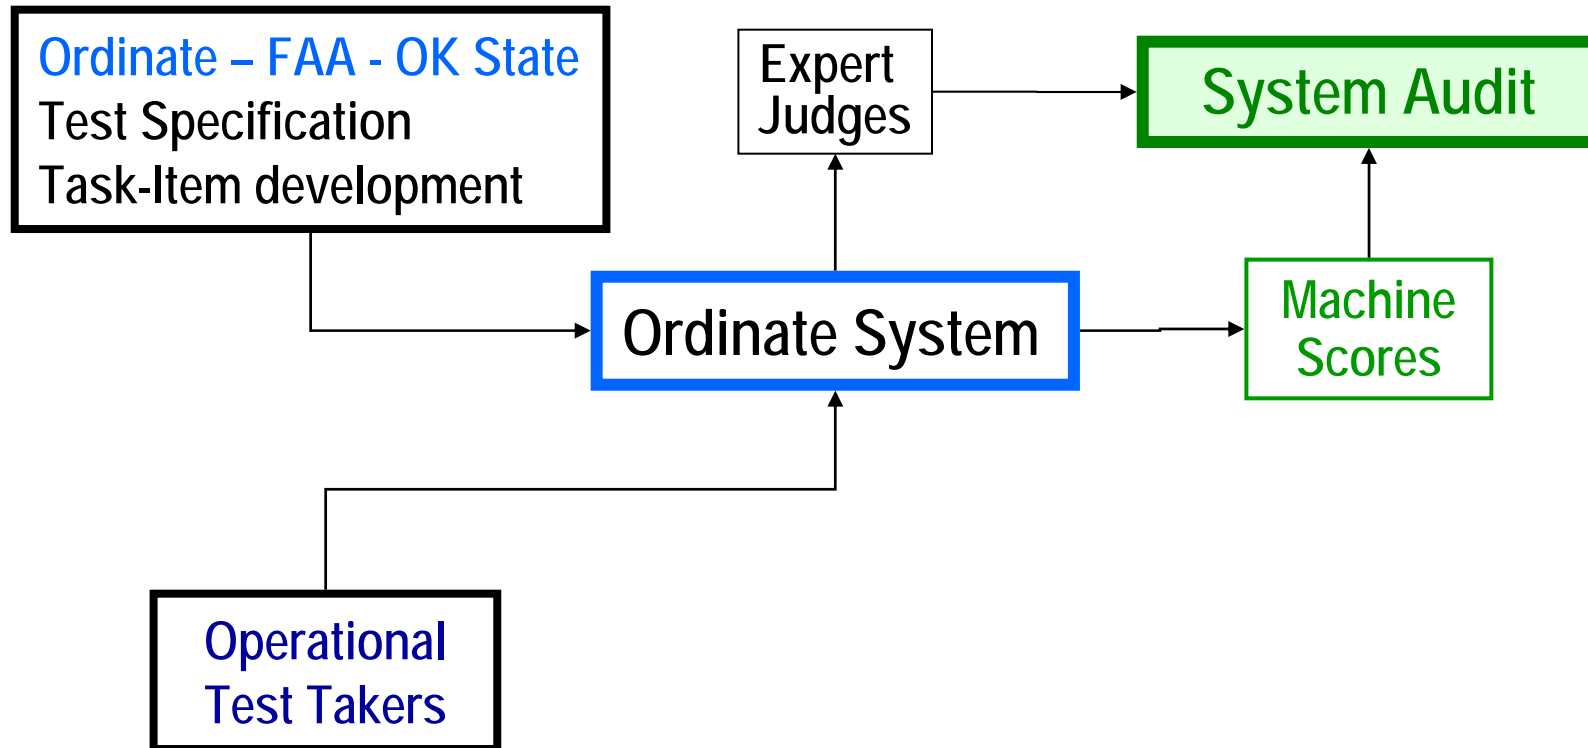 Ordinate – FAA - OK State
Test Specification
Task-Item development
Expert
Judges
System Audit
Ordinate System
Machine
Scores
Operational
Test Takers